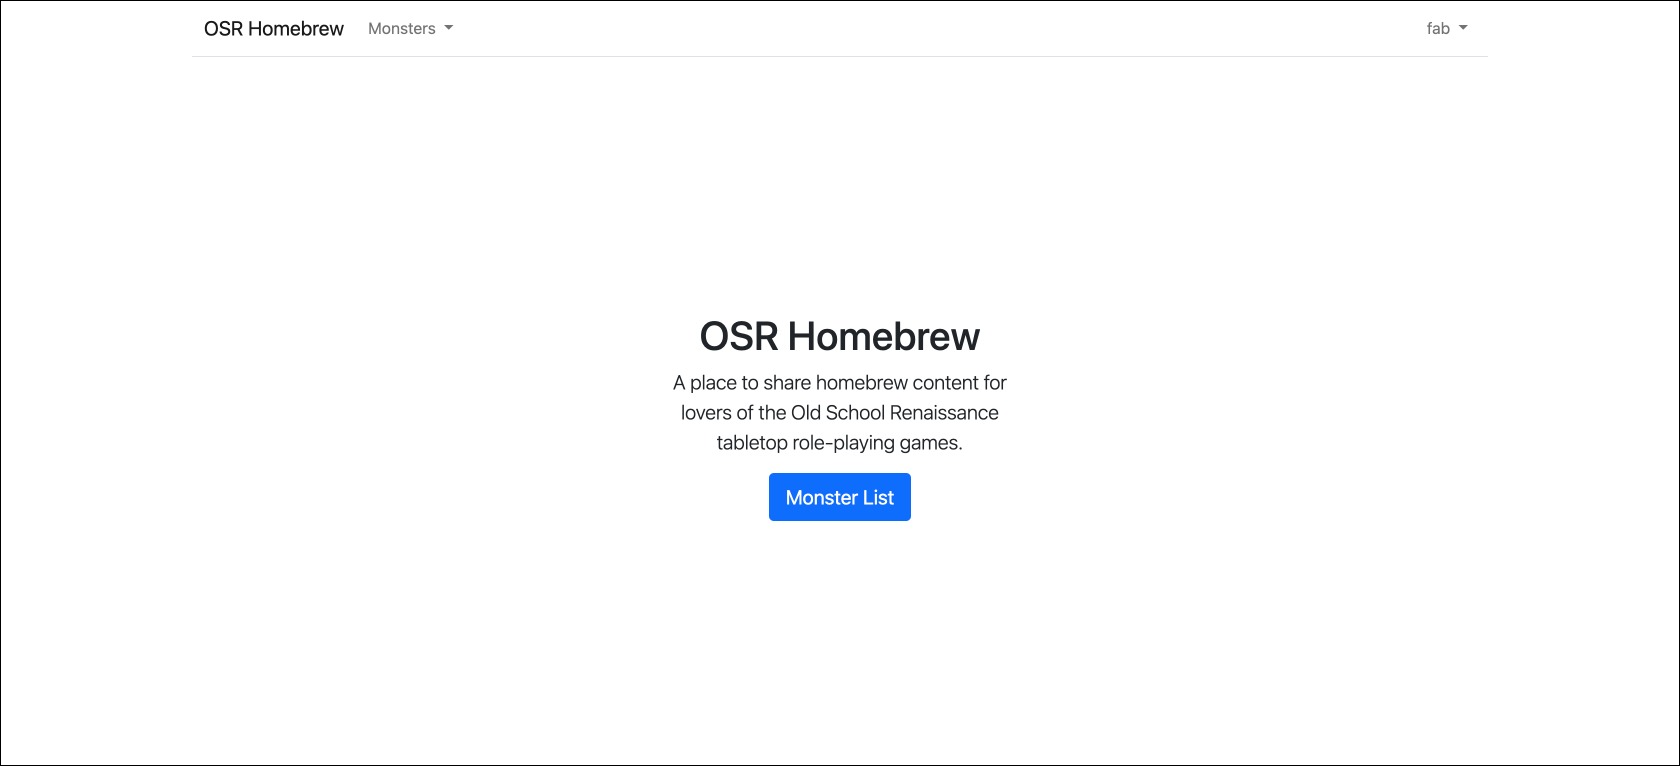 OSR Homebrew Monsters fab
OSR Homebrew
A place to share homebrew content for
lovers of the Old School Renaissance
tabletop role-playing games.
Monster List